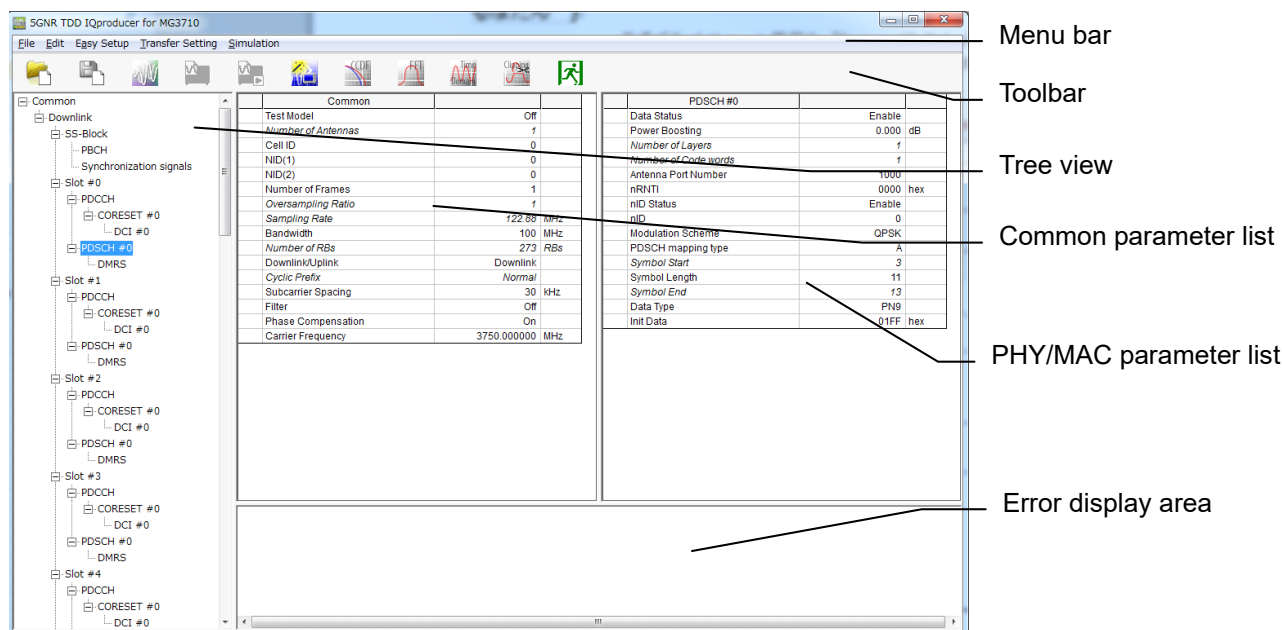 5GNR TDD IQproducer for MG3710
File Edit Easy Setup Transfer Setting Simulation
CCDF FFT Time Domain Clipping
Common
Downlink
SS-Block
PBCH
Synchronization signals
Slot #0
PDCCH
CORESET #0
DCI #0
PDSCH #0
DMRS
Slot #1
PDCCH
CORESET #0
DCI #0
PDSCH #0
DMRS
Slot #2
PDCCH
CORESET #0
DCI #0
PDSCH #0
DMRS
Slot #3
PDCCH
CORESET #0
DCI #0
PDSCH #0
DMRS
Slot #4
PDCCH
CORESET #0
DCI #0
Common
Test Model Off
Number of Antennas 1
Cell ID 0
NID(1) 0
NID(2) 0
Number of Frames 1
Oversampling Ratio 1
Sampling Rate 122.88 MHz
Bandwidth 100 MHz
Number of RBs 273 RBs
Downlink/Uplink Downlink
Cyclic Prefix Normal
Subcarrier Spacing 30 kHz
Filter Off
Phase Compensation On
Carrier Frequency 3750.000000 MHz
PDSCH #0
Data Status Enable
Power Boosting 0.000 dB
Number of Layers 1
Number of Code words 1
Antenna Port Number 1000
nRNTI 0000 hex
nID Status Enable
nID 0
Modulation Scheme QPSK
PDSCH mapping type A
Symbol Start 3
Symbol Length 11
Symbol End 13
Data Type PN9
Init Data 01FF hex
Menu bar
Toolbar
Tree view
Common parameter list
PHY/MAC parameter list
Error display area